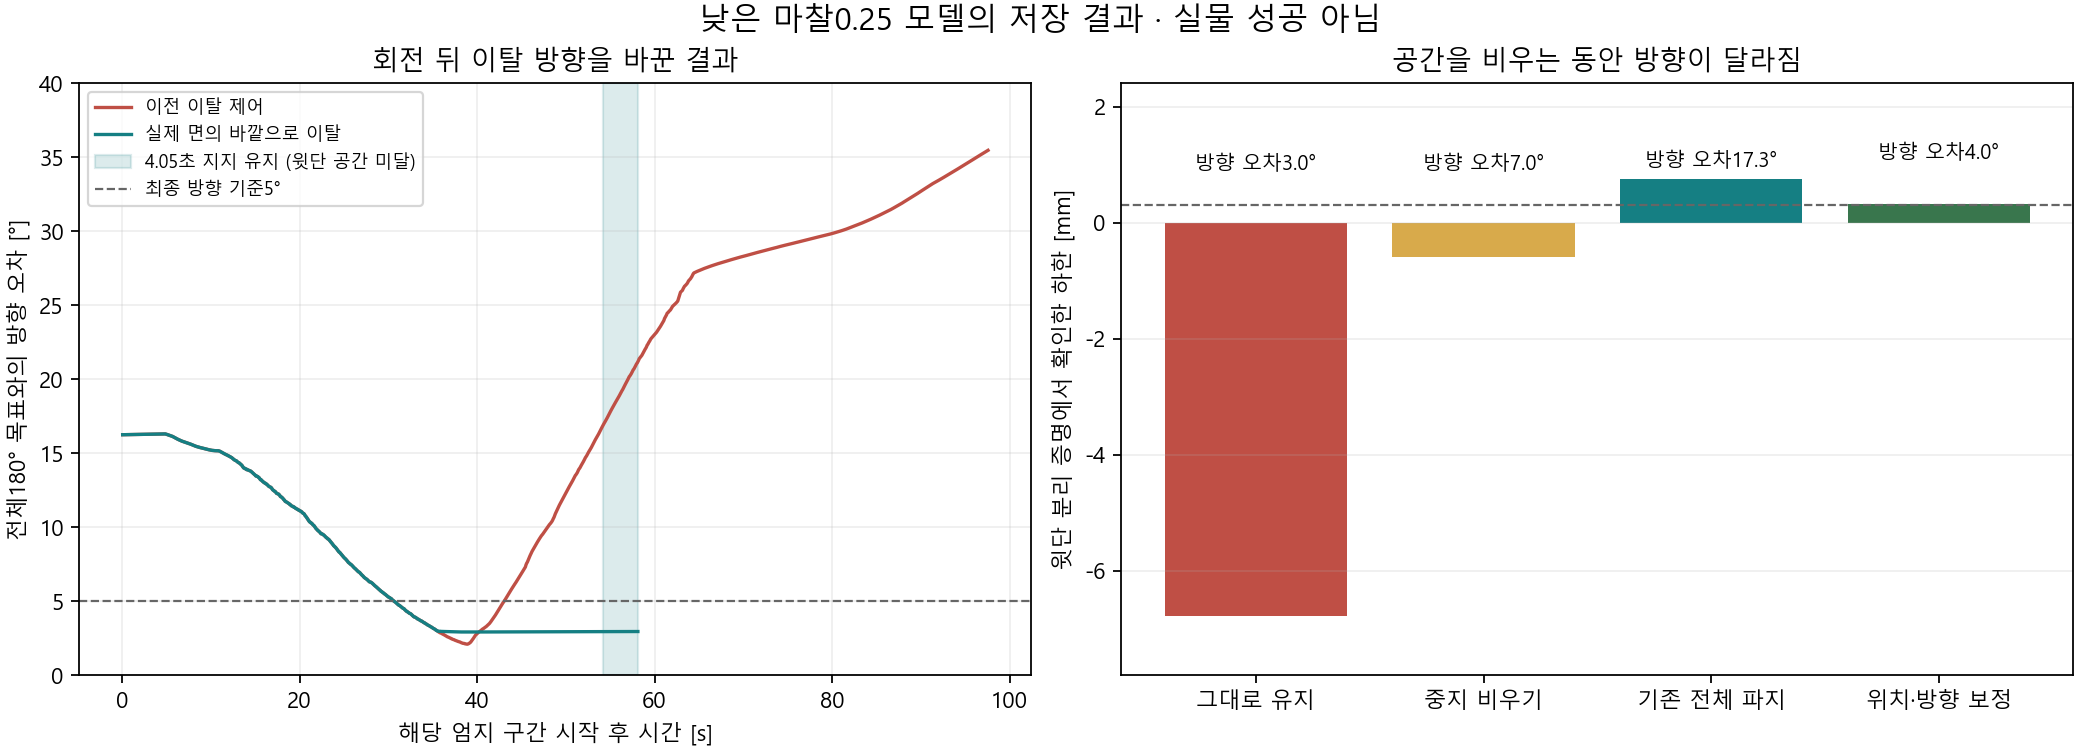 낮은 마찰0.25 모델의 저장 결과 · 실물 성공 아님
회전 뒤 이탈 방향을 바꾼 결과
이전 이탈 제어
실제 면의 바깥으로 이탈
4.05초 지지 유지 (윗단 공간 미달)
최종 방향 기준5°
전체180° 목표와의 방향 오차 [°]
40
35
30
25
20
15
10
5
0
0 20 40 60 80 100
해당 엄지 구간 시작 후 시간 [s]
공간을 비우는 동안 방향이 달라짐
윗단 분리 증명에서 확인한 하한 [mm]
2
0
-2
-4
-6
방향 오차3.0°
방향 오차7.0°
방향 오차17.3°
방향 오차4.0°
그대로 유지
중지 비우기
기존 전체 파지
위치·방향 보정